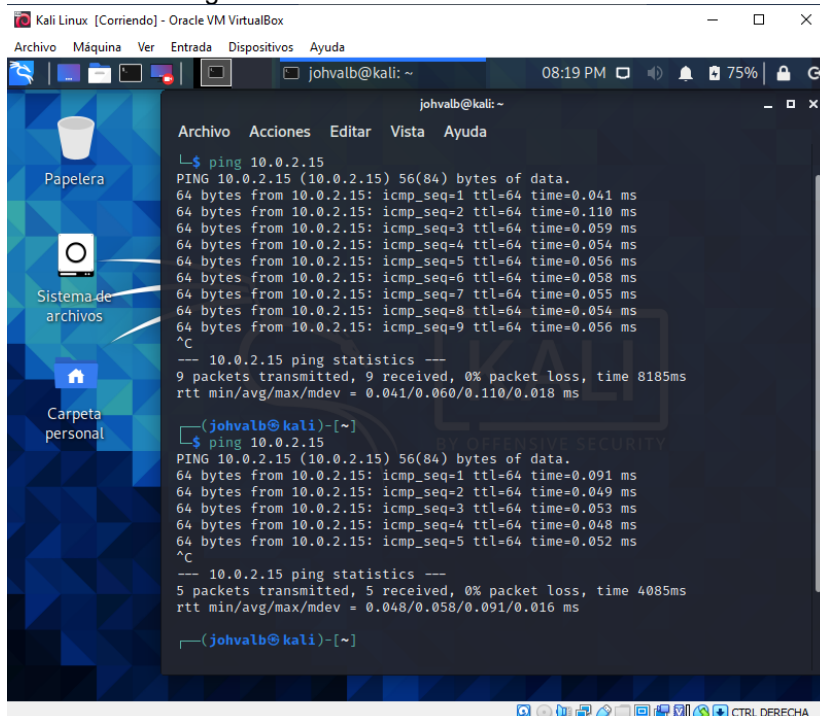 Kali Linux [Corriendo] - Oracle VM VirtualBox
Archivo Máquina Ver Entrada Dispositivos Ayuda
johvalb@kali: ~ 08:19 PM 75%
johvalb@kali: ~
Archivo Acciones Editar Vista Ayuda
Papelera
Sistema de
archivos
Carpeta
personal
└─$ ping 10.0.2.15
PING 10.0.2.15 (10.0.2.15) 56(84) bytes of data.
64 bytes from 10.0.2.15: icmp_seq=1 ttl=64 time=0.041 ms
64 bytes from 10.0.2.15: icmp_seq=2 ttl=64 time=0.110 ms
64 bytes from 10.0.2.15: icmp_seq=3 ttl=64 time=0.059 ms
64 bytes from 10.0.2.15: icmp_seq=4 ttl=64 time=0.054 ms
64 bytes from 10.0.2.15: icmp_seq=5 ttl=64 time=0.056 ms
64 bytes from 10.0.2.15: icmp_seq=6 ttl=64 time=0.058 ms
64 bytes from 10.0.2.15: icmp_seq=7 ttl=64 time=0.055 ms
64 bytes from 10.0.2.15: icmp_seq=8 ttl=64 time=0.054 ms
64 bytes from 10.0.2.15: icmp_seq=9 ttl=64 time=0.056 ms
^C
--- 10.0.2.15 ping statistics ---
9 packets transmitted, 9 received, 0% packet loss, time 8185ms
rtt min/avg/max/mdev = 0.041/0.060/0.110/0.018 ms
┌──(johvalb㉿kali)-[~]
└─$ ping 10.0.2.15
PING 10.0.2.15 (10.0.2.15) 56(84) bytes of data.
64 bytes from 10.0.2.15: icmp_seq=1 ttl=64 time=0.091 ms
64 bytes from 10.0.2.15: icmp_seq=2 ttl=64 time=0.049 ms
64 bytes from 10.0.2.15: icmp_seq=3 ttl=64 time=0.053 ms
64 bytes from 10.0.2.15: icmp_seq=4 ttl=64 time=0.048 ms
64 bytes from 10.0.2.15: icmp_seq=5 ttl=64 time=0.052 ms
^C
--- 10.0.2.15 ping statistics ---
5 packets transmitted, 5 received, 0% packet loss, time 4085ms
rtt min/avg/max/mdev = 0.048/0.058/0.091/0.016 ms
┌──(johvalb㉿kali)-[~]
KALI
BY OFFENSIVE SECURITY
CTRL DERECHA